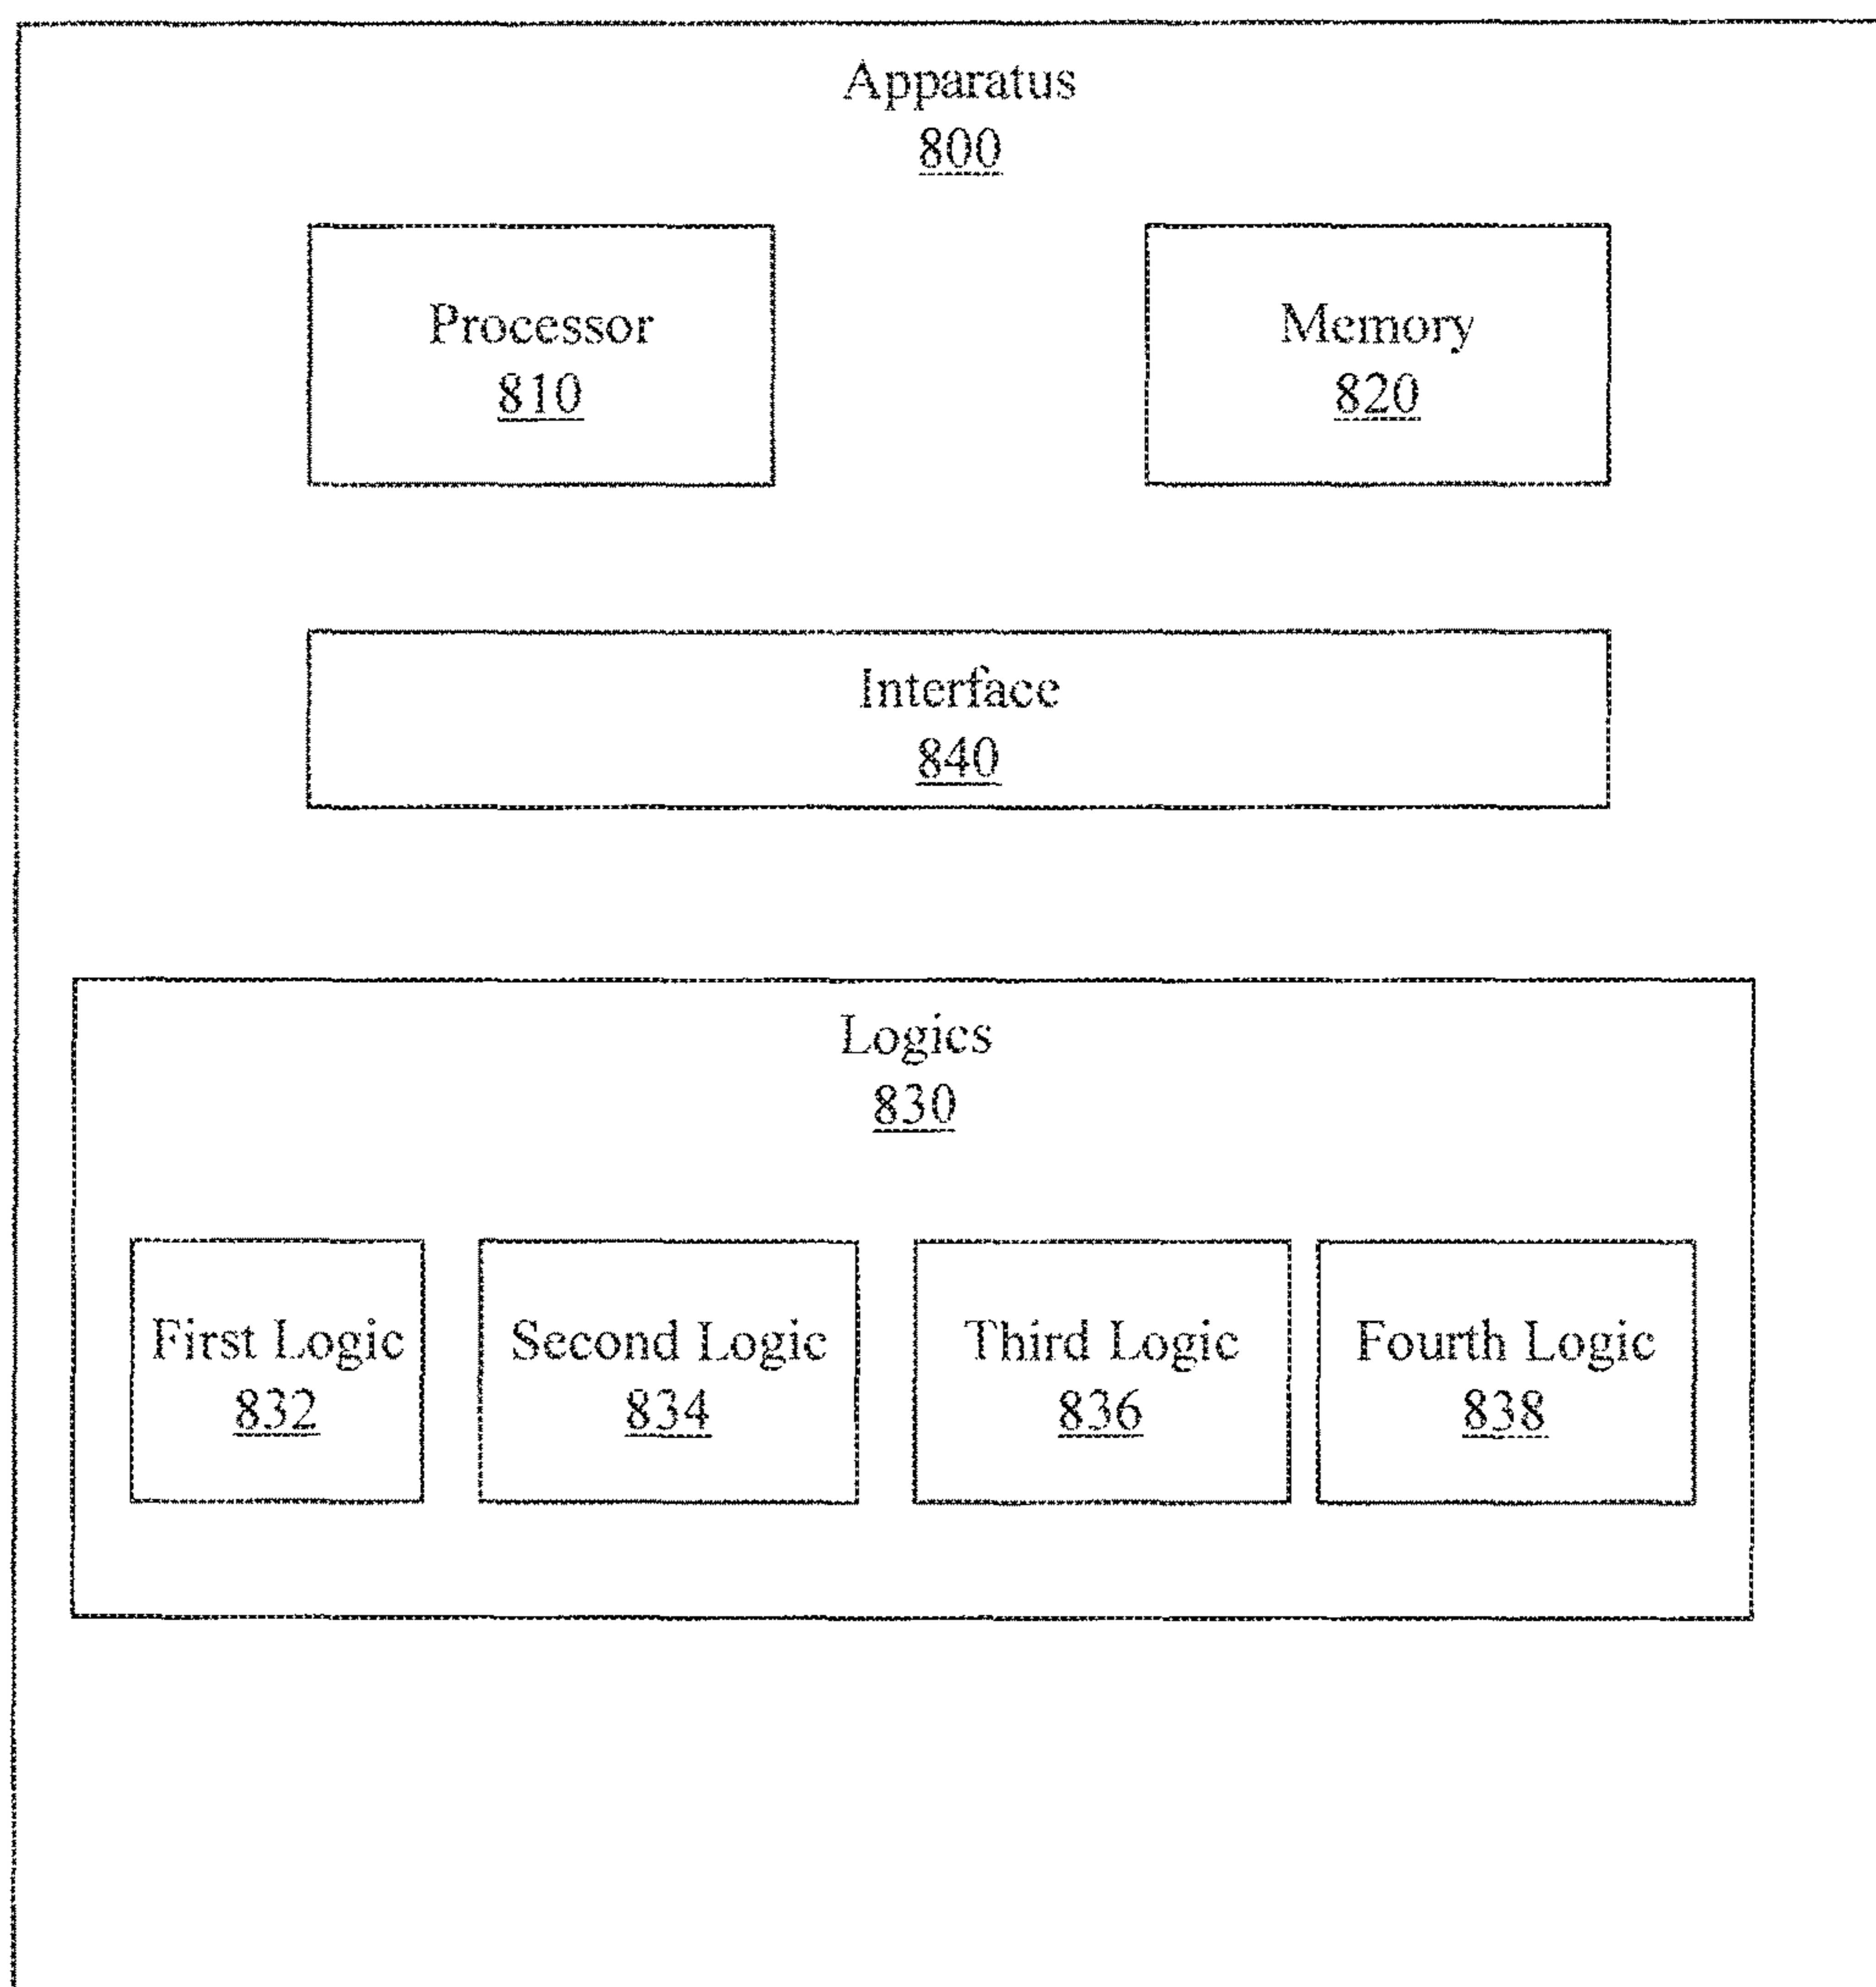 Apparatus
800
Processor
810
Memory
820
Interface
840
Logics
830
First Logic
832
Second Logic
834
Third Logic
836
Fourth Logic
838